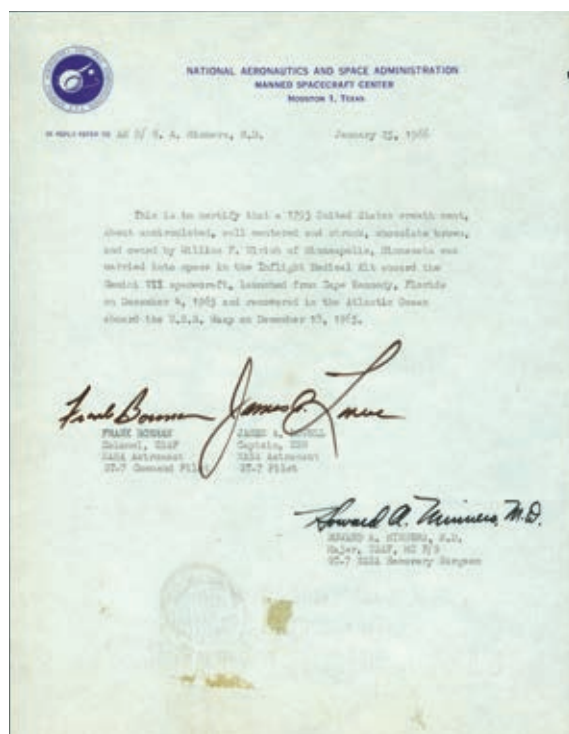 NATIONAL AERONAUTICS AND SPACE ADMINISTRATION
MANNED SPACECRAFT CENTER
HOUSTON 1, TEXAS
IN REPLY REFER TO H. A. Minners, M.D. January 25, 1966
This is to certify that a 1793 United States wreath cent,
about uncirculated, well centered and struck, chocolate brown,
and owned by William P. Ulrich of Minneapolis, Minnesota was
carried into space in the Inflight Medical Kit aboard the
Gemini VII spacecraft, launched from Cape Kennedy, Florida
on December 4, 1965 and recovered in the Atlantic Ocean
aboard the U.S.S. Wasp on December 18, 1965.
Frank Borman James A. Lovell
FRANK BORMAN JAMES A. LOVELL
Colonel, USAF Captain, USN
NASA Astronaut NASA Astronaut
GT-7 Command Pilot GT-7 Pilot
Howard A. Minners, M.D.
HOWARD A. MINNERS, M.D.
Major, USAF, MC F/S
GT-7 NASA Recovery Surgeon